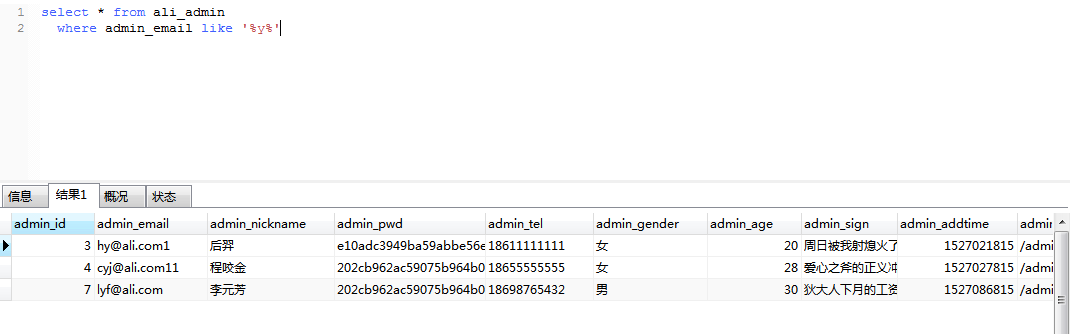 1 select * from ali_admin
2 where admin_email like '%y%'
信息 结果1 概况 状态
admin_id admin_email admin_nickname admin_pwd admin_tel admin_gender admin_age admin_sign admin_addtime admin
3 hy@ali.com1 后羿 e10adc3949ba59abbe56e 18611111111 女 20 周日被我射熄火了 1527021815 /admi
4 cyj@ali.com11 程咬金 202cb962ac59075b964b0 18655555555 女 28 爱心之斧的正义冲 1527027815 /admi
7 lyf@ali.com 李元芳 202cb962ac59075b964b0 18698765432 男 30 狄大人下月的工资 1527086815 /admi